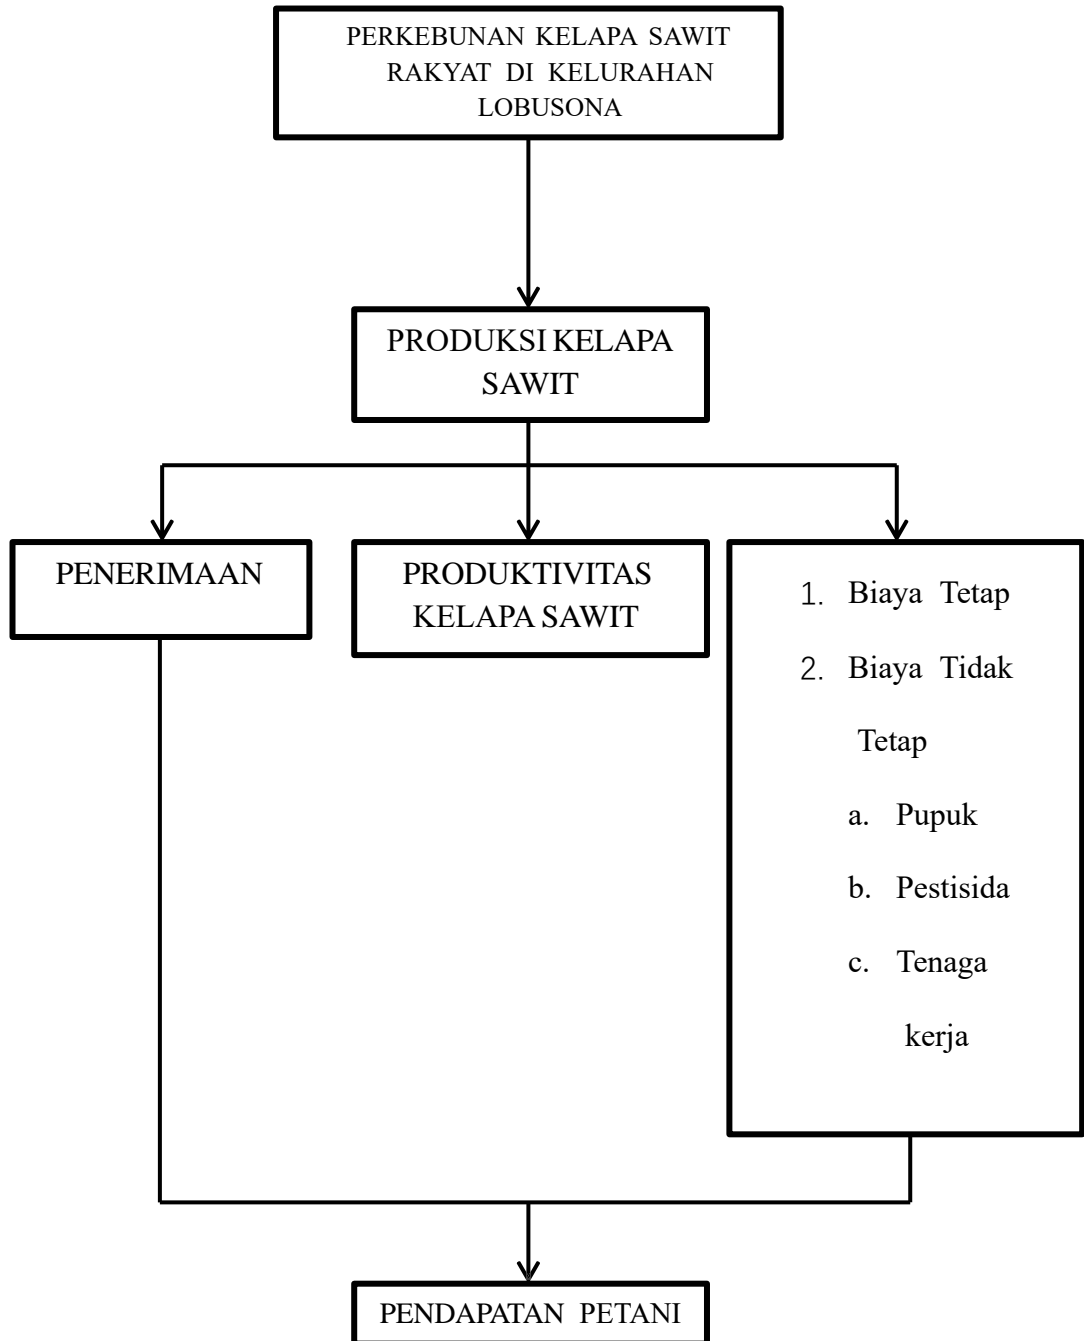 PERKEBUNAN KELAPA SAWIT
RAKYAT DI KELURAHAN
LOBUSONA
PRODUKSI KELAPA
SAWIT
PENERIMAAN
PRODUKTIVITAS
KELAPA SAWIT
1. Biaya Tetap
2. Biaya Tidak
Tetap
a. Pupuk
b. Pestisida
c. Tenaga
kerja
PENDAPATAN PETANI